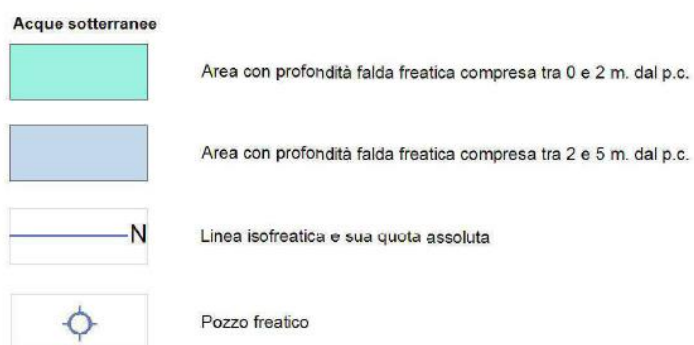 Acque sotterranee
Area con profondità falda freatica compresa tra 0 e 2 m. dal p.c.
Area con profondità falda freatica compresa tra 2 e 5 m. dal p.c.
N
Linea isofreatica e sua quota assoluta
Pozzo freatico